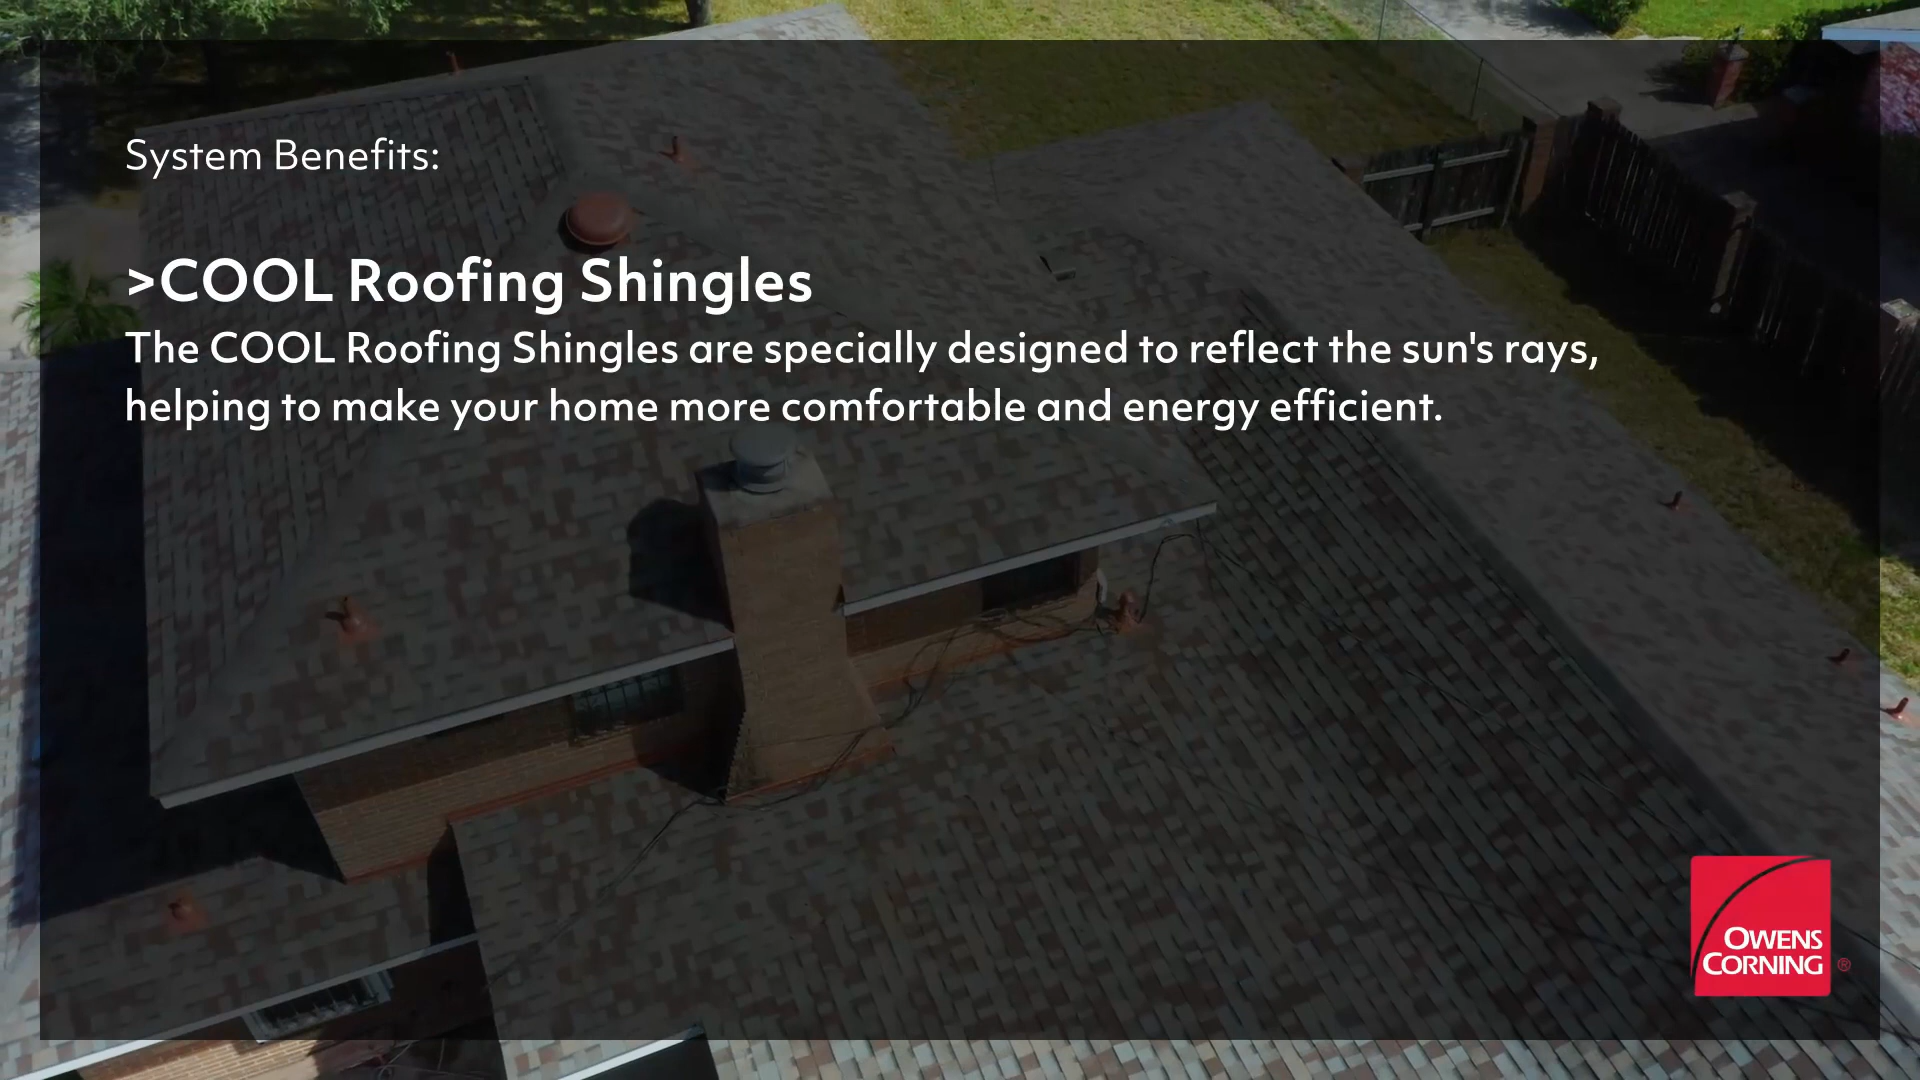 System Benefits:
>COOL Roofing Shingles
The COOL Roofing Shingles are specially designed to reflect the sun's rays,
helping to make your home more comfortable and energy efficient.
OWENS
CORNING ®